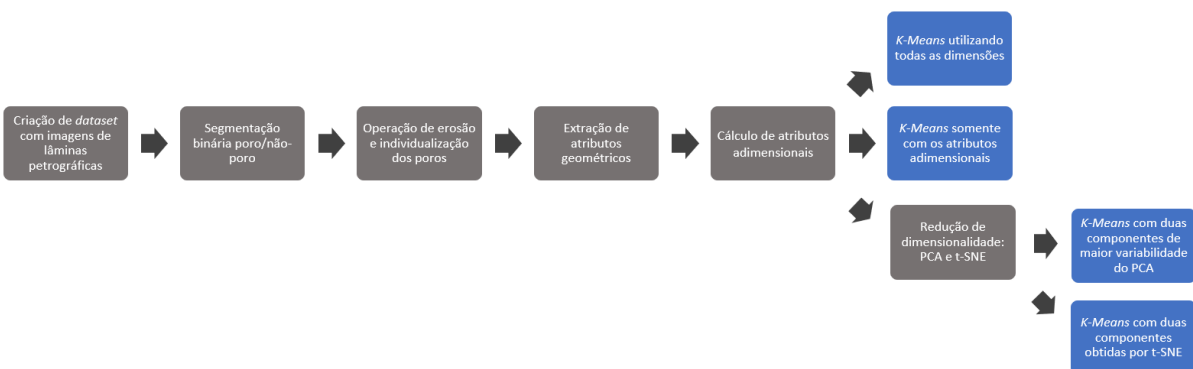 K-Means utilizando
todas as dimensões
Criação de dataset
com imagens de
lâminas
petrográficas
Segmentação
binária poro/não-
poro
Operação de erosão
e individualização
dos poros
Extração de
atributos
geométricos
Cálculo de atributos
adimensionais
K-Means somente
com os atributos
adimensionais
Redução de
dimensionalidade:
PCA e t-SNE
K-Means com duas
componentes de
maior variabilidade
do PCA
K-Means com duas
componentes
obtidas por t-SNE